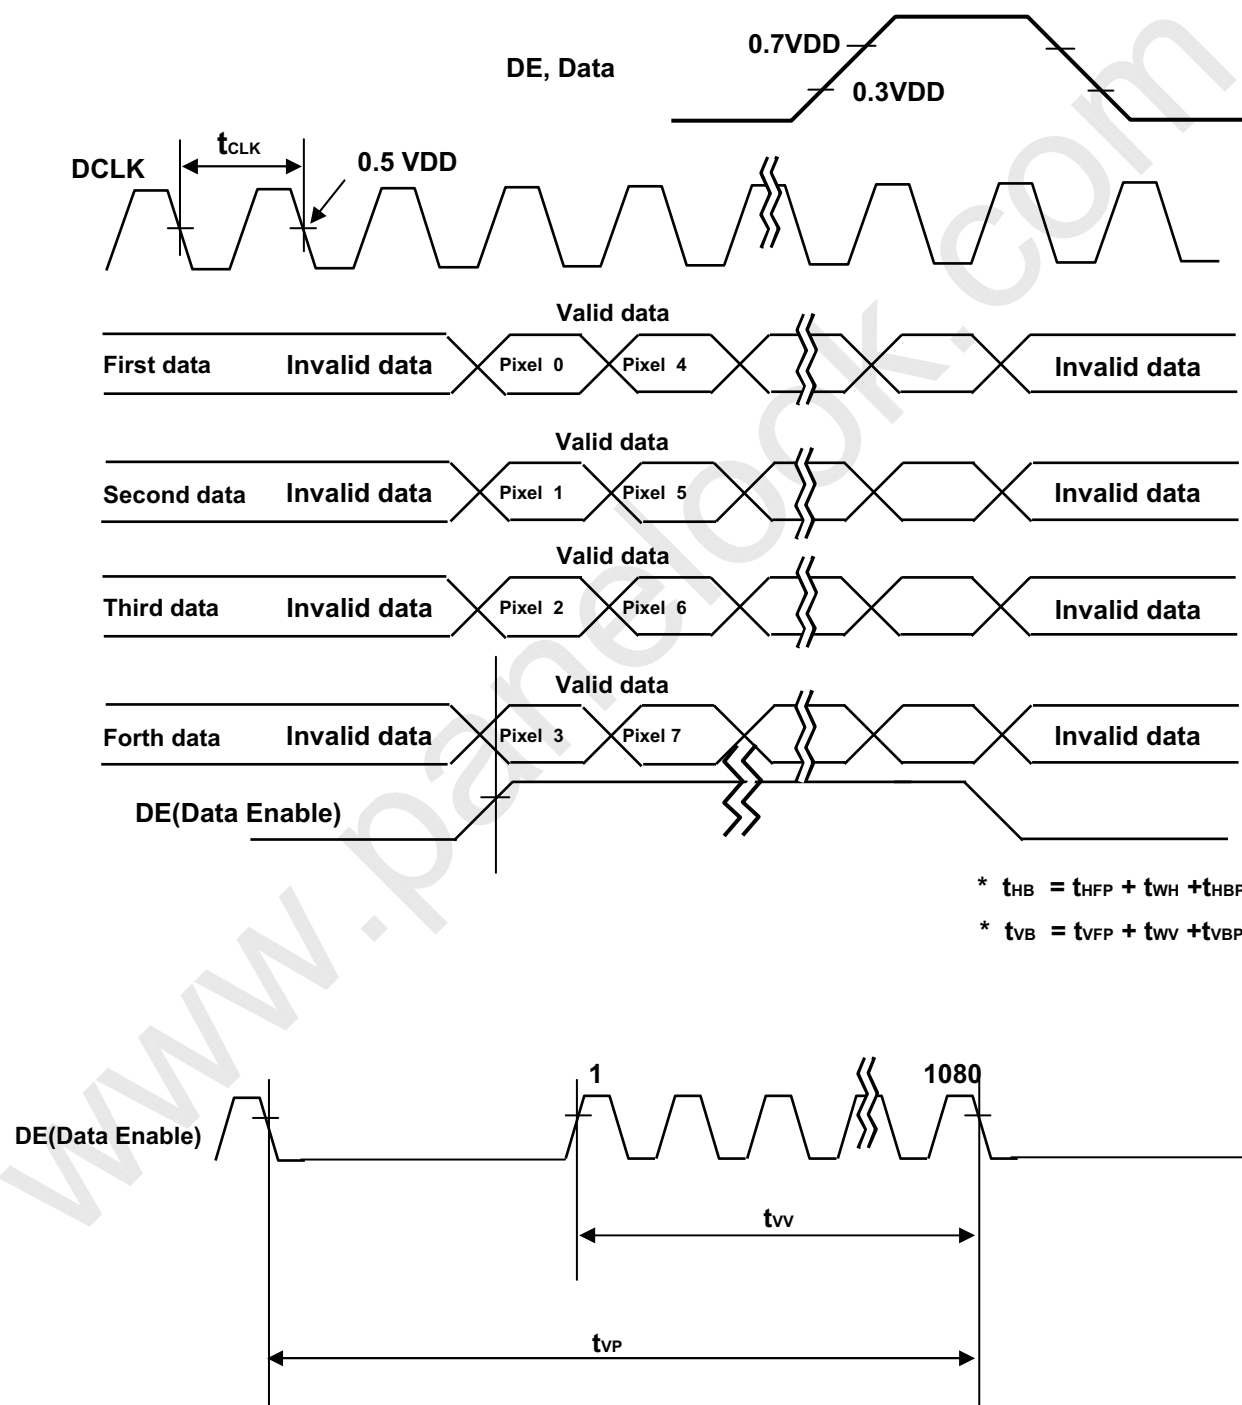 0.7VDD
DE, Data
0.3VDD
tCLK
DCLK
0.5 VDD
Valid data
First data Invalid data Pixel 0 Pixel 4 Invalid data
Valid data
Second data Invalid data Pixel 1 Pixel 5 Invalid data
Valid data
Third data Invalid data Pixel 2 Pixel 6 Invalid data
Valid data
Forth data Invalid data Pixel 3 Pixel 7 Invalid data
DE(Data Enable)
* tHB = tHFP + tWH +tHBP
* tVB = tVFP + tWV +tVBP
1 1080
DE(Data Enable)
tVV
tVP
www.panelook.com